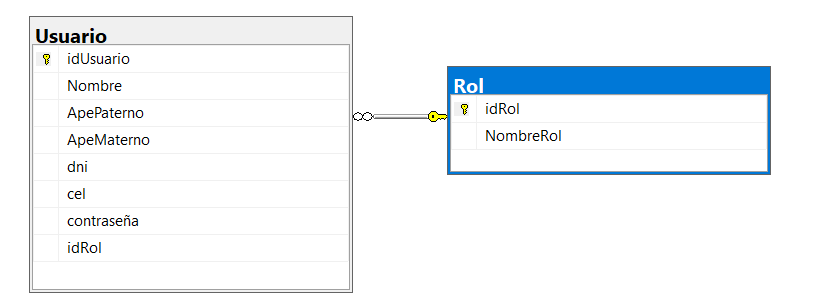 Usuario
idUsuario
Nombre
ApePaterno
ApeMaterno
dni
cel
contraseña
idRol
Rol
idRol
NombreRol